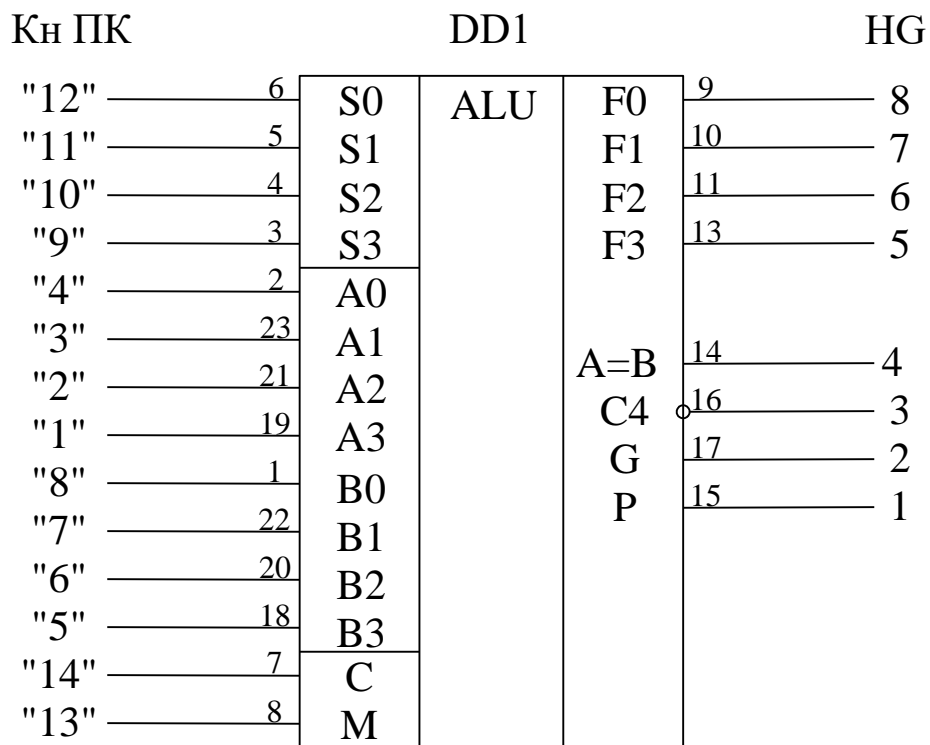 Кн ПК DD1 HG
"12" 6 S0 ALU F0 9 8
"11" 5 S1 F1 10 7
"10" 4 S2 F2 11 6
"9" 3 S3 F3 13 5
"4" 2 A0
"3" 23 A1 A=B 14 4
"2" 21 A2 C4 16 3
"1" 19 A3 G 17 2
"8" 1 B0 P 15 1
"7" 22 B1
"6" 20 B2
"5" 18 B3
"14" 7 C
"13" 8 M